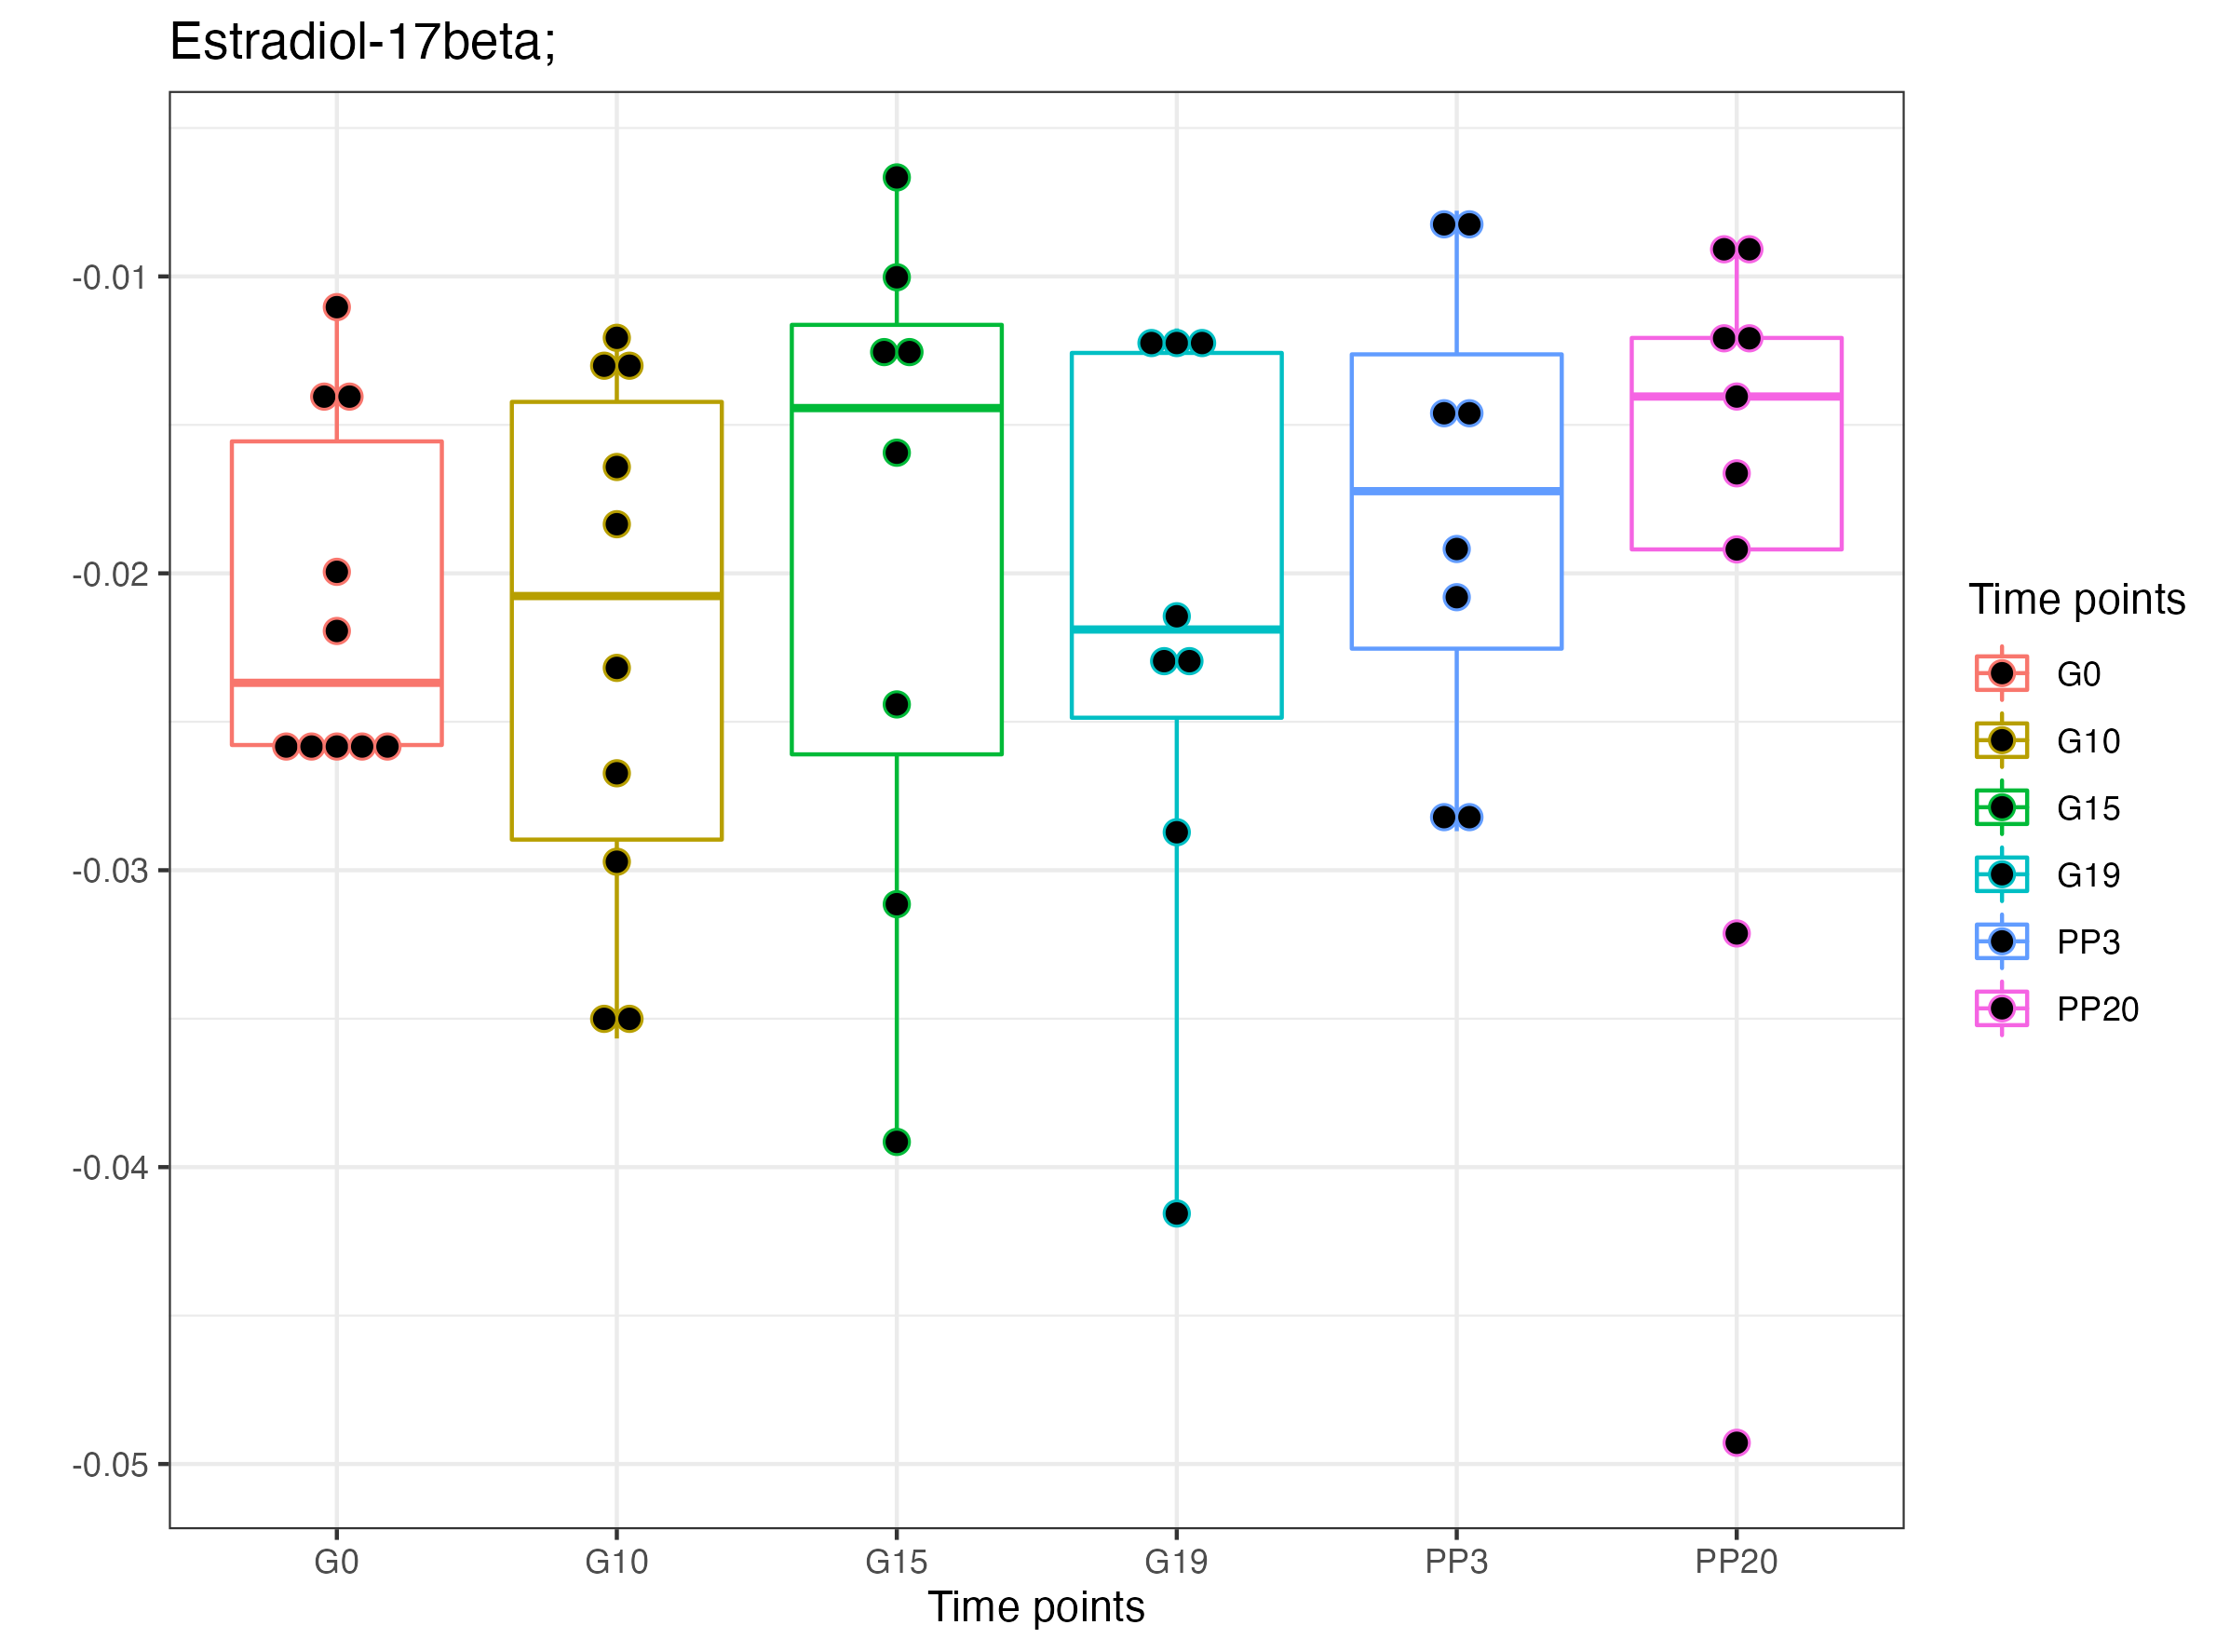 Estradiol-17beta;
-0.01
-0.02
-0.03
-0.04
-0.05
G0 G10 G15 G19 PP3 PP20
Time points
Time points
G0
G10
G15
G19
PP3
PP20